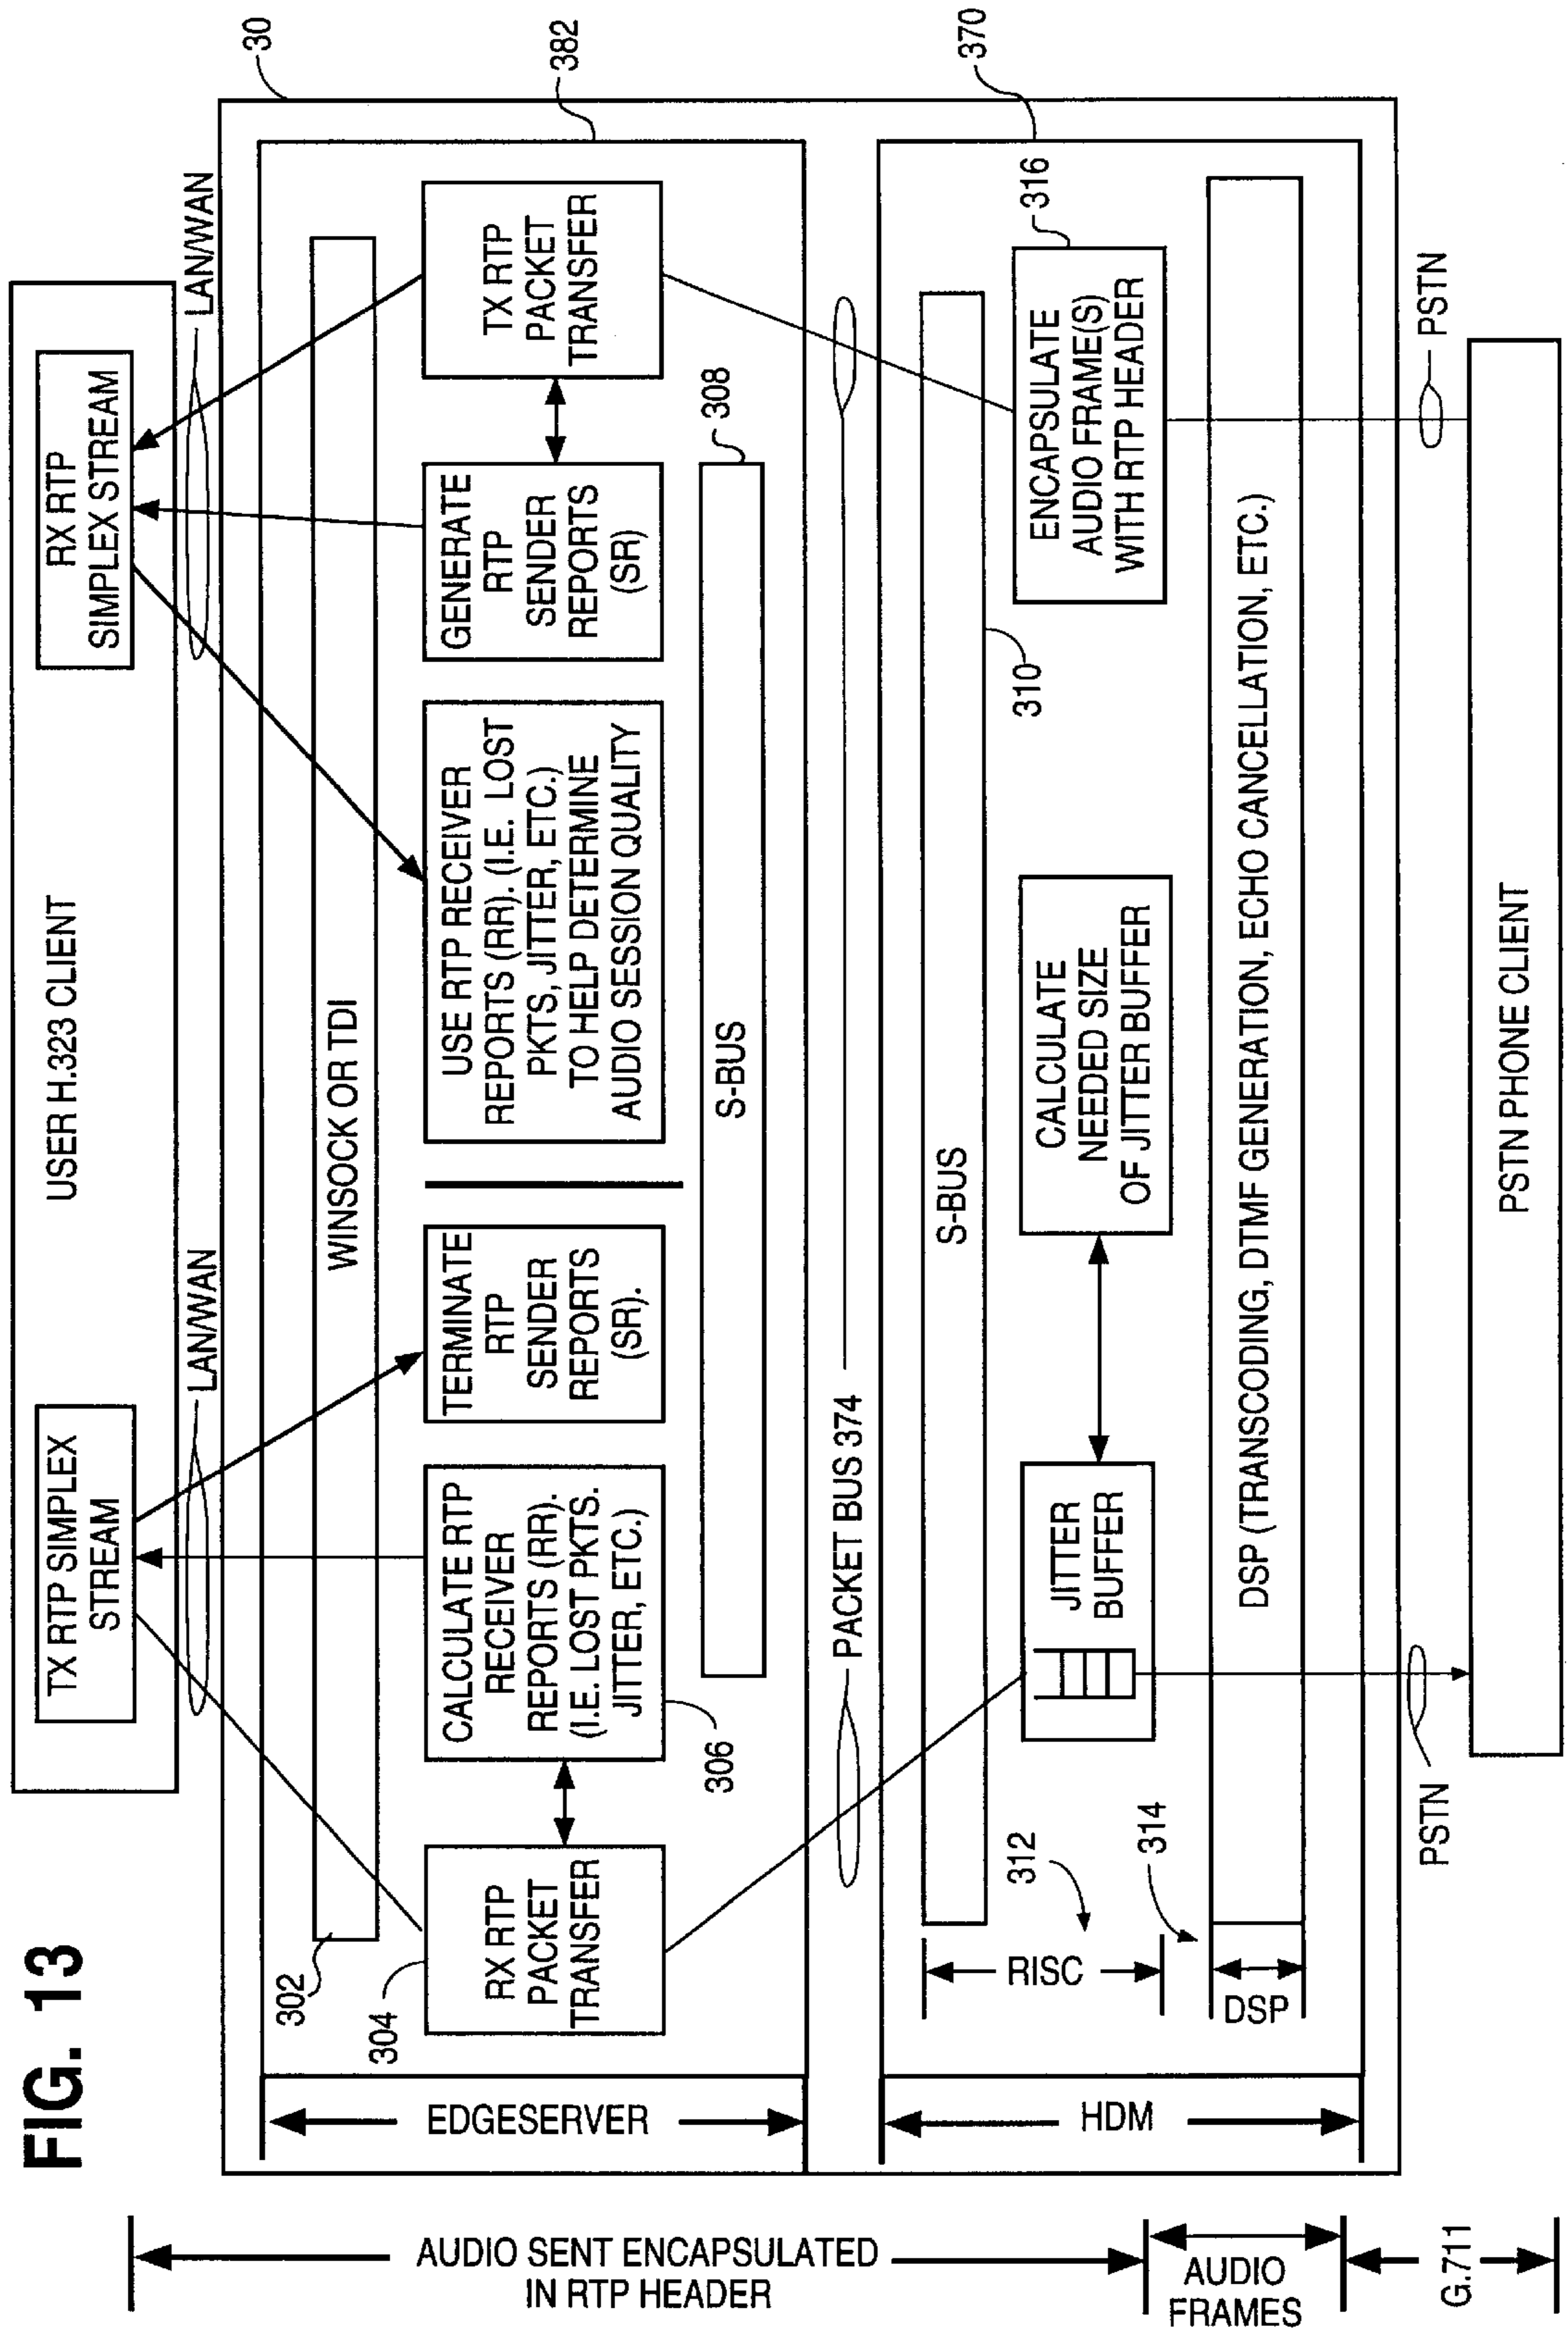 FIG. 13
USER H.323 CLIENT
TX RTP SIMPLEX
STREAM
RX RTP
SIMPLEX STREAM
LAN/WAN
LAN/WAN
30
302
WINSOCK OR TDI
382
304
RX RTP
PACKET
TRANSFER
CALCULATE RTP
RECEIVER
REPORTS (RR).
(I.E. LOST PKTS.
JITTER, ETC.)
306
TERMINATE
RTP
SENDER
REPORTS
(SR).
USE RTP RECEIVER
REPORTS (RR). (I.E. LOST
PKTS, JITTER, ETC.)
TO HELP DETERMINE
AUDIO SESSION QUALITY
GENERATE
RTP
SENDER
REPORTS
(SR)
TX RTP
PACKET
TRANSFER
S-BUS
308
EDGESERVER
PACKET BUS 374
370
S-BUS
310
312
RISC
JITTER
BUFFER
CALCULATE
NEEDED SIZE
OF JITTER BUFFER
ENCAPSULATE
AUDIO FRAME(S)
WITH RTP HEADER
316
314
DSP
DSP (TRANSCODING, DTMF GENERATION, ECHO CANCELLATION, ETC.)
HDM
PSTN
PSTN
PSTN PHONE CLIENT
AUDIO SENT ENCAPSULATED
IN RTP HEADER
AUDIO
FRAMES
G.711